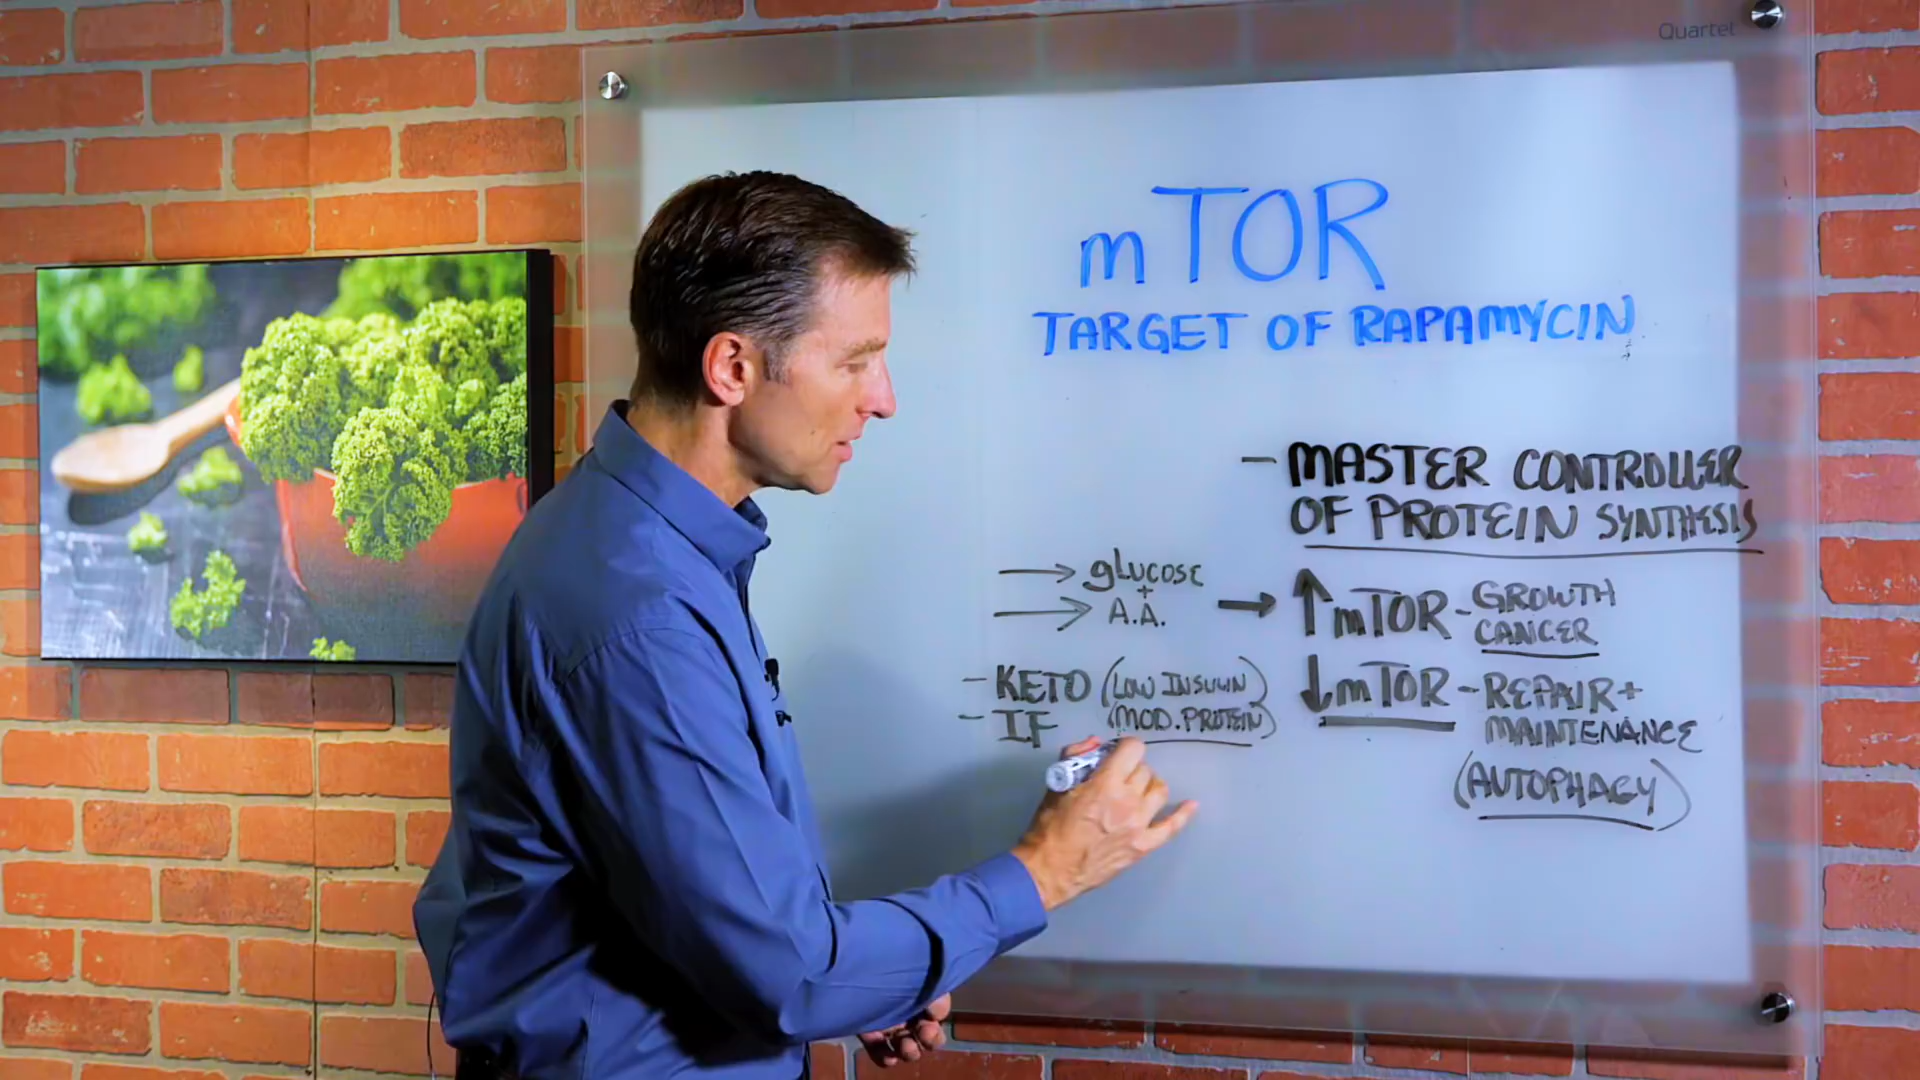 Quartet
mTOR
TARGET OF RAPAMYCIN
- MASTER CONTROLLER
OF PROTEIN SYNTHESIS
→ gLUCOSE
+
→ A.A.
→ ↑ mTOR - GROWTH
CANCER
- KETO (LOW INSULIN)
- IF (MOD. PROTEIN)
↓ mTOR - REPAIR +
MAINTENANCE
(AUTOPHAGY)